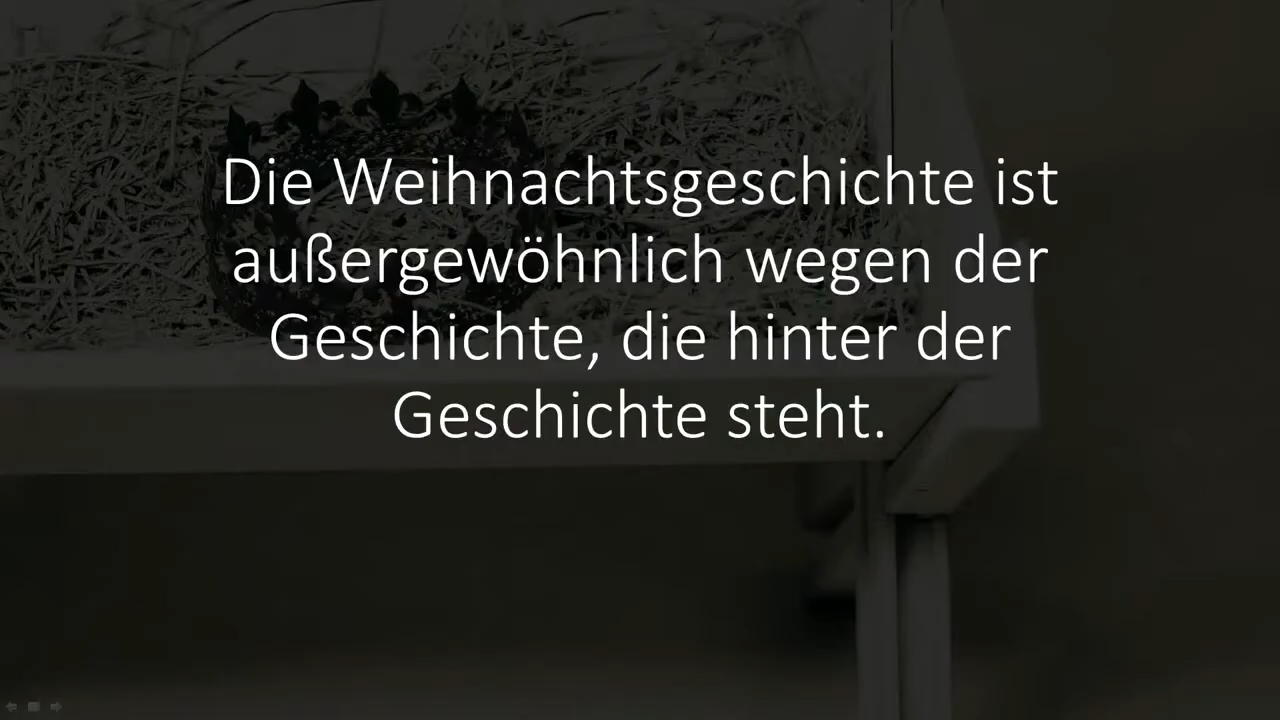 Die Weihnachtsgeschichte ist
außergewöhnlich wegen der
Geschichte, die hinter der
Geschichte steht.